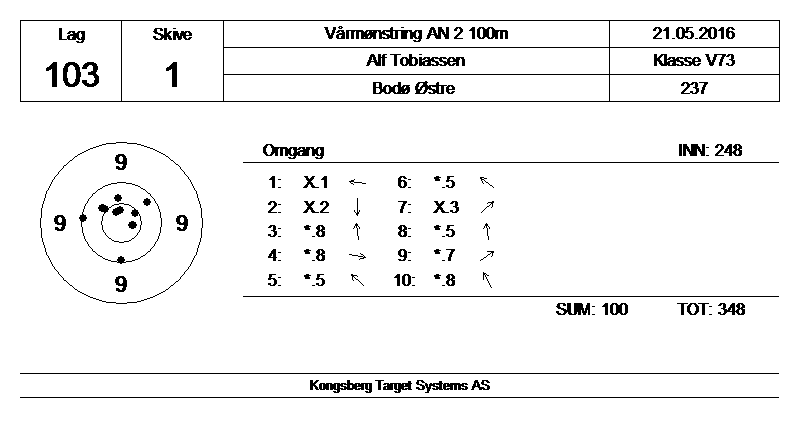 Lag Skive Vårmønstring AN 2 100m 21.05.2016
103 1 Alf Tobiassen Klasse V73
Bodø Østre 237
Omgang INN: 248
9
1: X.1 6: *.5
2: X.2 7: X.3
9 9 3: *.8 8: *.5
4: *.8 9: *.7
9 5: *.5 10: *.8
SUM: 100 TOT: 348
Kongsberg Target Systems AS